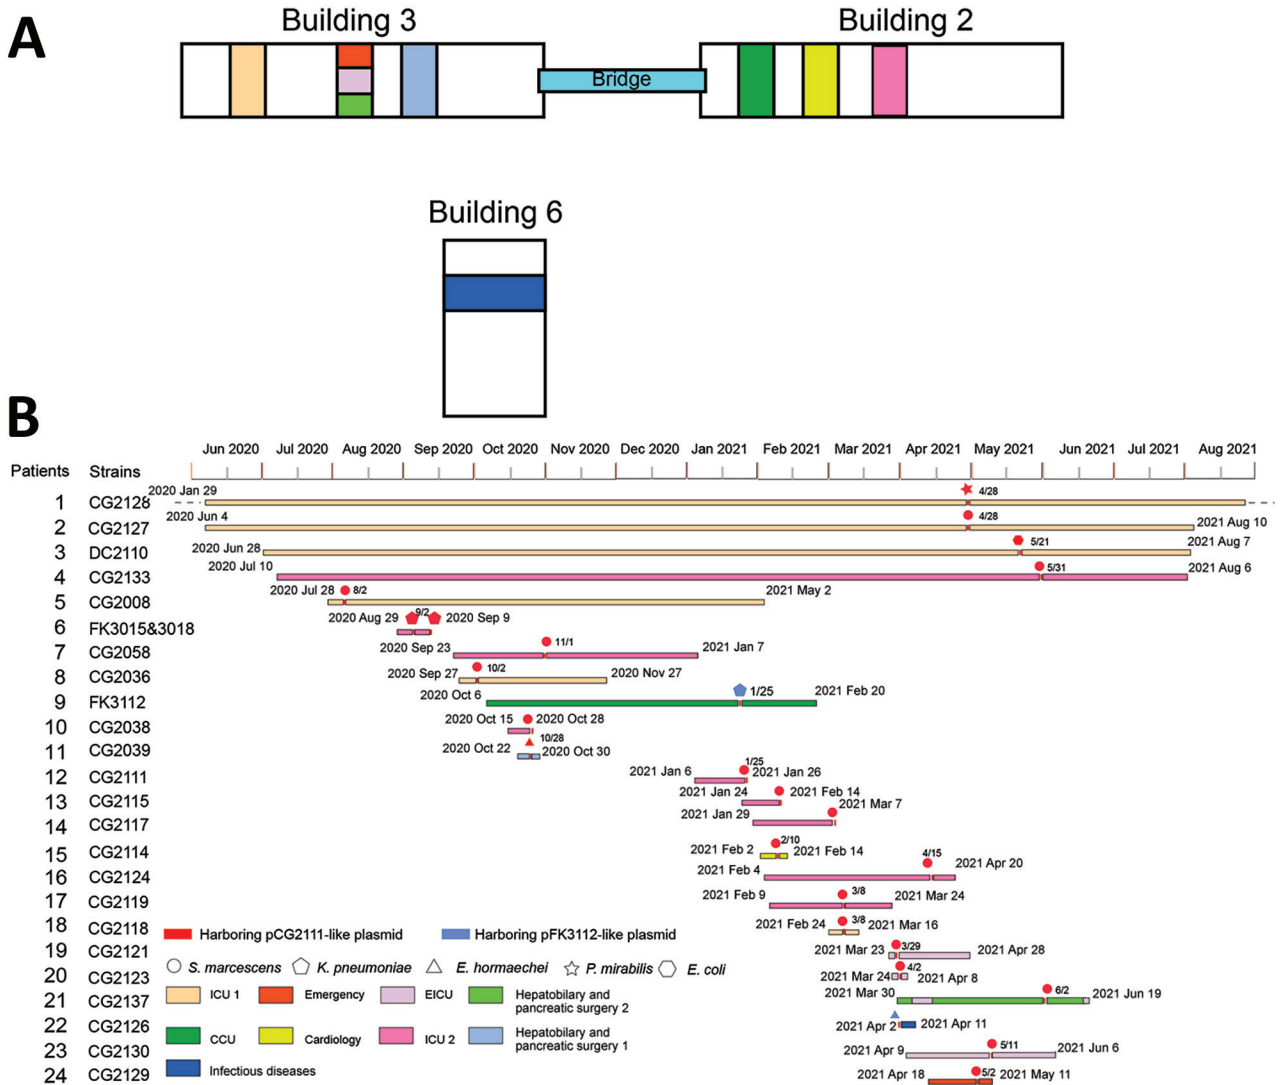 A
Building 3
Building 2
Bridge
Building 6
B
Jun 2020 Jul 2020 Aug 2020 Sep 2020 Oct 2020 Nov 2020 Dec 2020 Jan 2021 Feb 2021 Mar 2021 Apr 2021 May 2021 Jun 2021 Jul 2021 Aug 2021
Patients Strains
1 CG2128 2020 Jan 29 4/28
2 CG2127 2020 Jun 4 4/28 2021 Aug 10
3 DC2110 2020 Jun 28 5/21 2021 Aug 7
4 CG2133 2020 Jul 10 5/31 2021 Aug 6
5 CG2008 2020 Jul 28 8/2 2021 May 2
6 FK3015&3018 2020 Aug 29 9/2 2020 Sep 9
7 CG2058 2020 Sep 23 11/1 2021 Jan 7
8 CG2036 2020 Sep 27 10/2 2020 Nov 27
9 FK3112 2020 Oct 6 1/25 2021 Feb 20
10 CG2038 2020 Oct 15 2020 Oct 28
11 CG2039 2020 Oct 22 10/28 2020 Oct 30
12 CG2111 2021 Jan 6 1/25 2021 Jan 26
13 CG2115 2021 Jan 24 2021 Feb 14
14 CG2117 2021 Jan 29 2021 Mar 7
15 CG2114 2021 Feb 2 2/10 2021 Feb 14
16 CG2124 2021 Feb 4 4/15 2021 Apr 20
17 CG2119 2021 Feb 9 3/8 2021 Mar 24
18 CG2118 2021 Feb 24 3/8 2021 Mar 16
19 CG2121 2021 Mar 23 3/29 2021 Apr 28
20 CG2123 2021 Mar 24 4/2 2021 Apr 8
21 CG2137 2021 Mar 30 6/2 2021 Jun 19
22 CG2126 2021 Apr 2 2021 Apr 11
23 CG2130 2021 Apr 9 5/11 2021 Jun 6
24 CG2129 2021 Apr 18 5/2 2021 May 11
Harboring pCG2111-like plasmid Harboring pFK3112-like plasmid
S. marcescens K. pneumoniae E. hormaechei P. mirabilis E. coli
ICU 1 Emergency EICU Hepatobilary and
pancreatic surgery 2
CCU Cardiology ICU 2 Hepatobilary and
pancreatic surgery 1
Infectious diseases